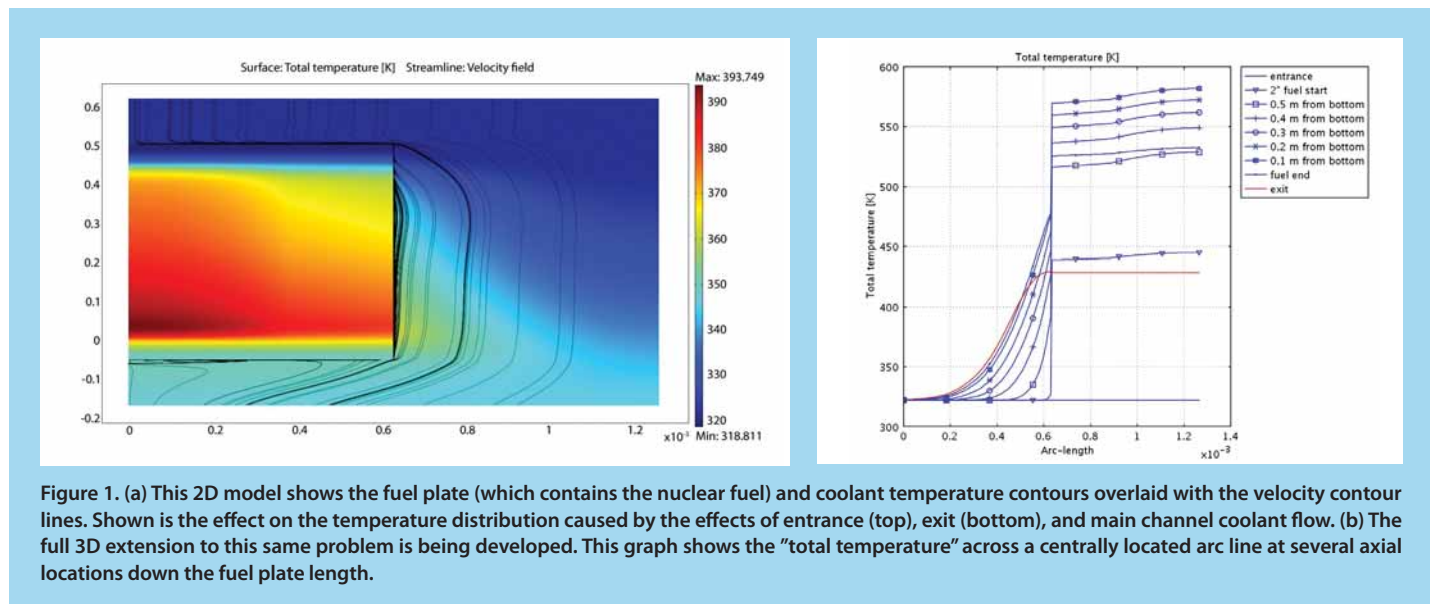 Surface: Total temperature [K] Streamline: Velocity field
Max: 393.749
0.6
0.5
0.4
0.3
0.2
0.1
0
-0.1
-0.2
0
0.2
0.4
0.6
0.8
1
1.2
x10⁻³
390
380
370
360
350
340
330
320
Min: 318.811
Total temperature [K]
600
550
500
450
400
350
300
Total temperature [K]
0
0.2
0.4
0.6
0.8
1
1.2
1.4
Arc-length
×10⁻³
entrance
2" fuel start
0.5 m from bottom
0.4 m from bottom
0.3 m from bottom
0.2 m from bottom
0.1 m from bottom
fuel end
exit
Figure 1. (a) This 2D model shows the fuel plate (which contains the nuclear fuel) and coolant temperature contours overlaid with the velocity contour
lines. Shown is the effect on the temperature distribution caused by the effects of entrance (top), exit (bottom), and main channel coolant flow. (b) The
full 3D extension to this same problem is being developed. This graph shows the ”total temperature” across a centrally located arc line at several axial
locations down the fuel plate length.